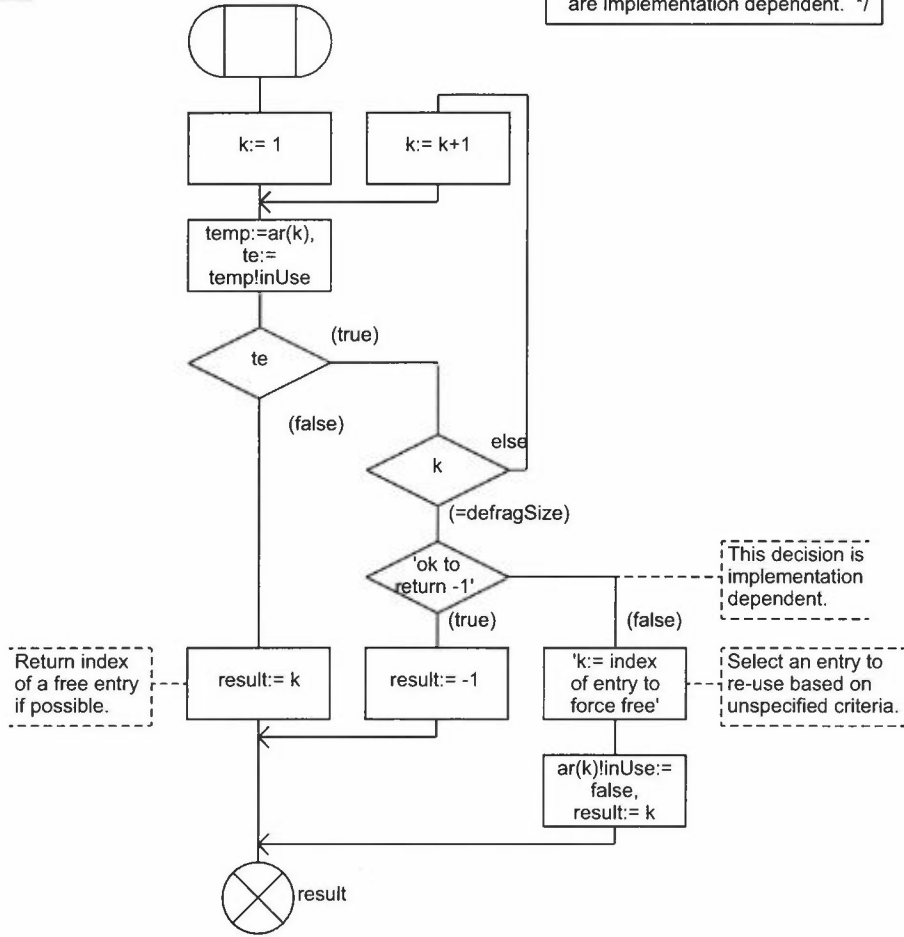 are implementation dependent. */
k:= 1
k:= k+1
temp:=ar(k),
te:=
temp!inUse
te
(true)
(false)
k
else
(=defragSize)
'ok to
return -1'
This decision is
implementation
dependent.
(true)
(false)
Return index
of a free entry
if possible.
result:= k
result:= -1
'k:= index
of entry to
force free'
Select an entry to
re-use based on
unspecified criteria.
ar(k)!inUse:=
false,
result:= k
result